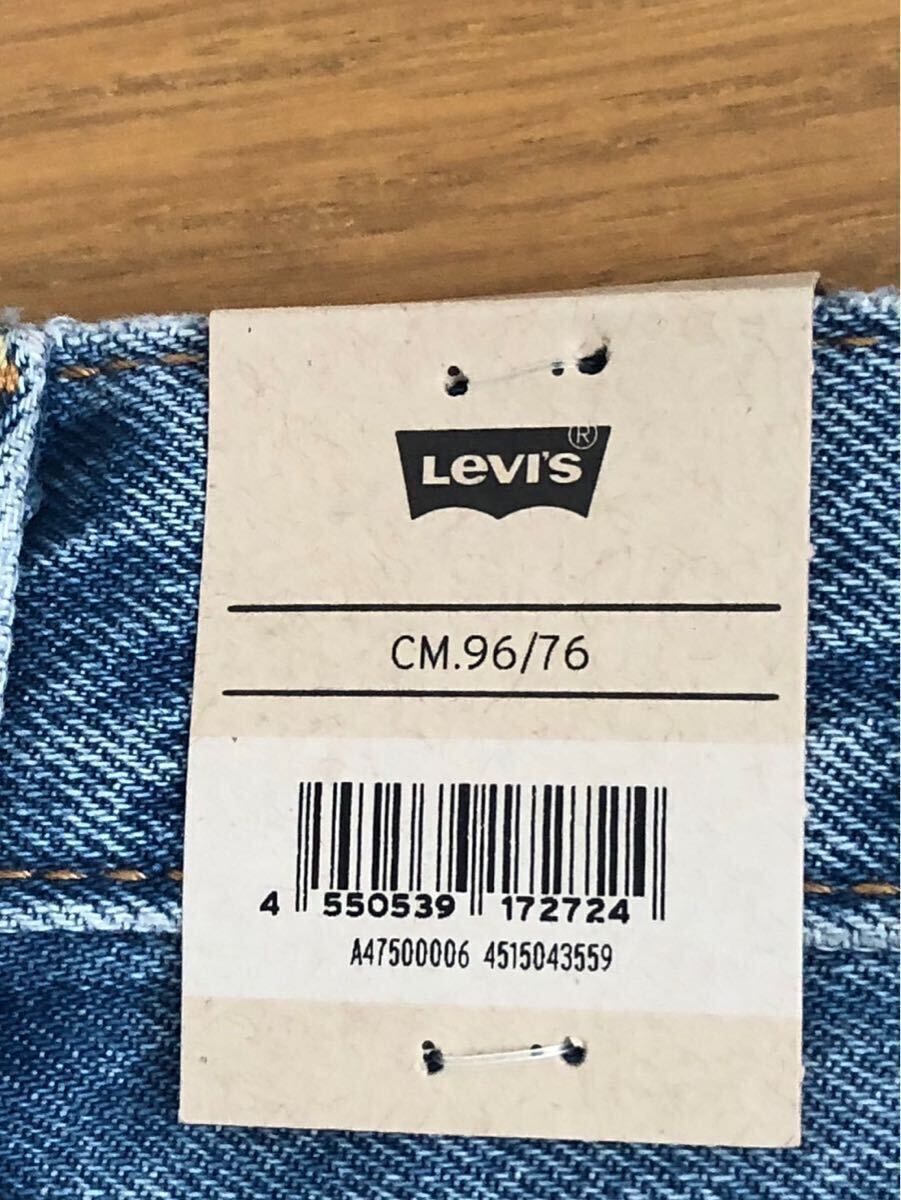 LEVI'S ®
CM.96/76
4 550539 172724
A47500006 4515043559